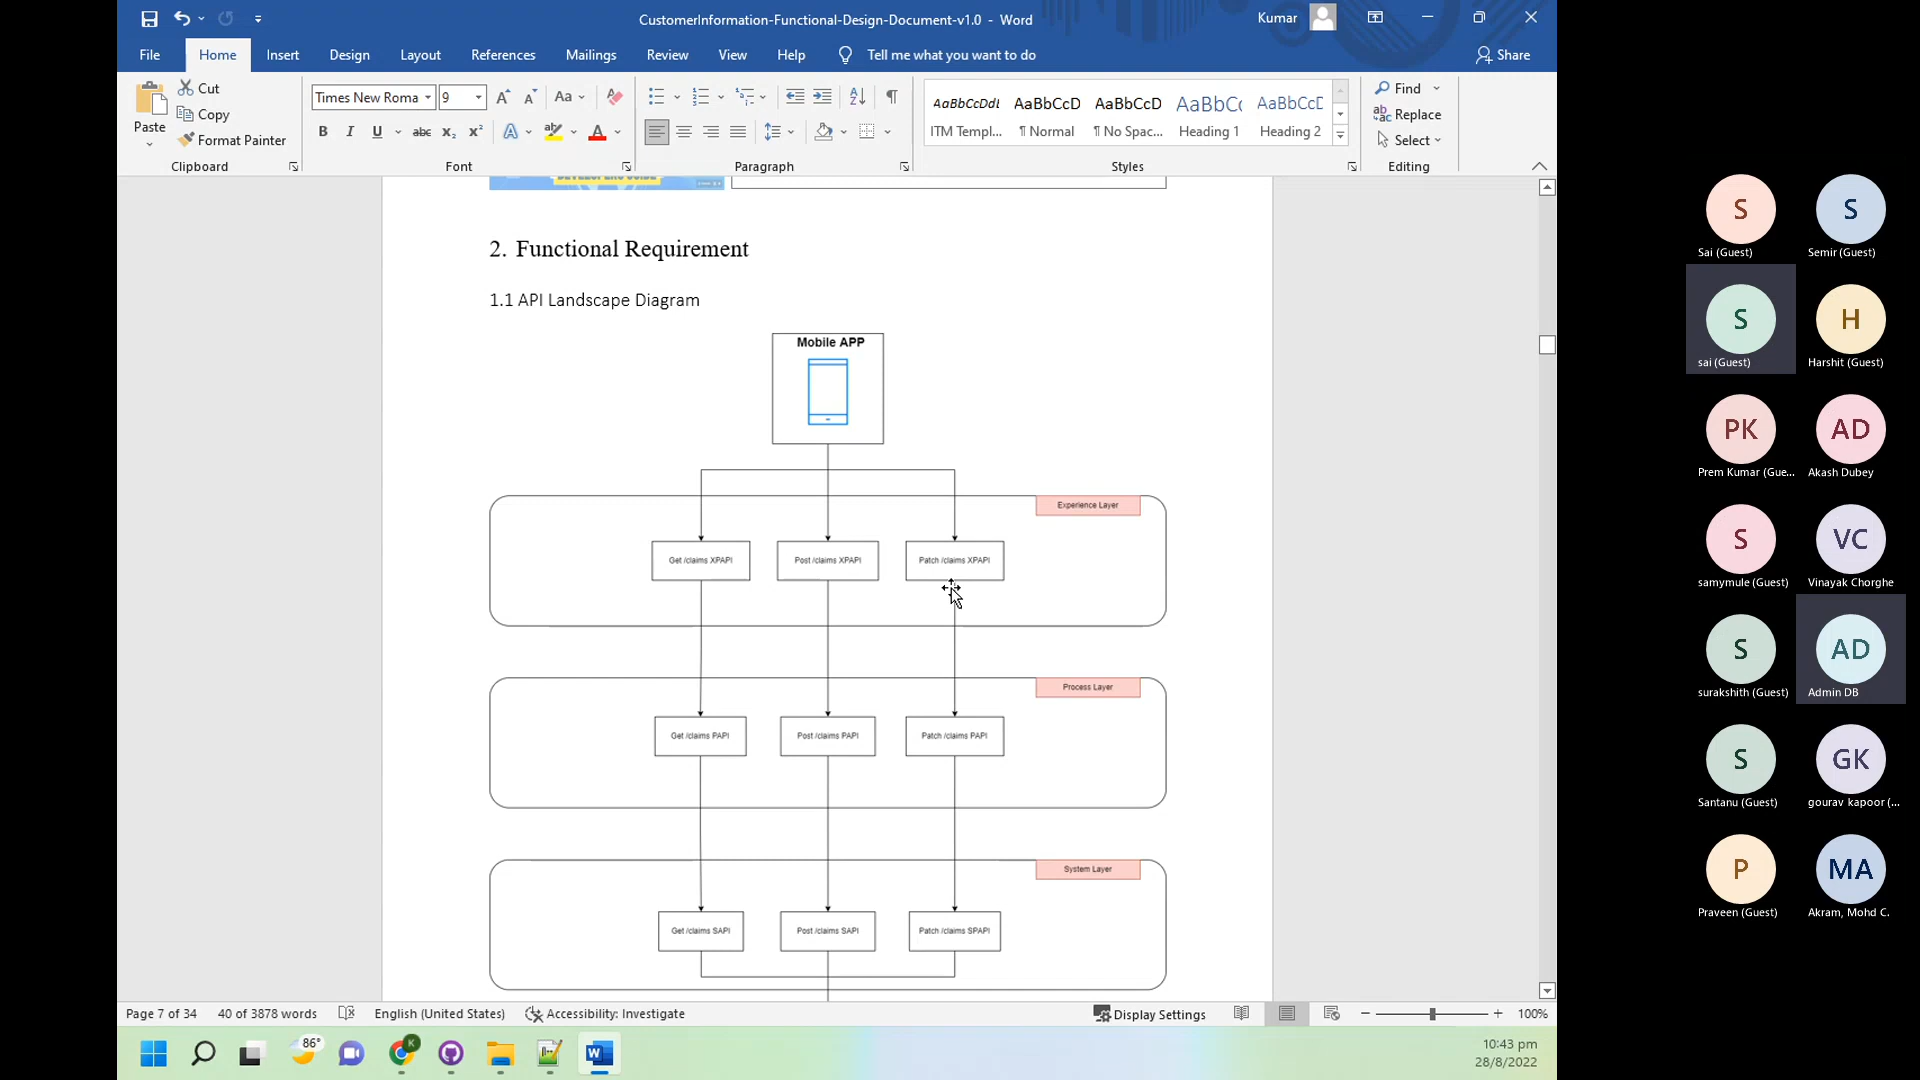 CustomerInformation-Functional-Design-Document-v1.0 - Word
Kumar
File Home Insert Design Layout References Mailings Review View Help Tell me what you want to do Share
Paste
Cut
Copy
Format Painter
Clipboard
Times New Roma 9
Font
Paragraph
AaBbCcDdE AaBbCcD AaBbCcD AaBbCc AaBbCcE
ITM Templ... ¶ Normal ¶ No Spac... Heading 1 Heading 2
Styles
Find
Replace
Select
Editing
DEVELOPERS GUIDE
2. Functional Requirement
1.1 API Landscape Diagram
Mobile APP
Experience Layer
Get /claims XPAPI Post /claims XPAPI Patch /claims XPAPI
Process Layer
Get /claims PAPI Post /claims PAPI Patch /claims PAPI
System Layer
Get /claims SAPI Post /claims SAPI Patch /claims SPAPI
Page 7 of 34 40 of 3878 words English (United States) Accessibility: Investigate Display Settings 100%
86°
K
10:43 pm
28/8/2022
S S
Sai (Guest) Semir (Guest)
S H
sai (Guest) Harshit (Guest)
PK AD
Prem Kumar (Gue... Akash Dubey
S VC
samymule (Guest) Vinayak Chorghe
S AD
surakshith (Guest) Admin DB
S GK
Santanu (Guest) gourav kapoor (...
P MA
Praveen (Guest) Akram, Mohd C.